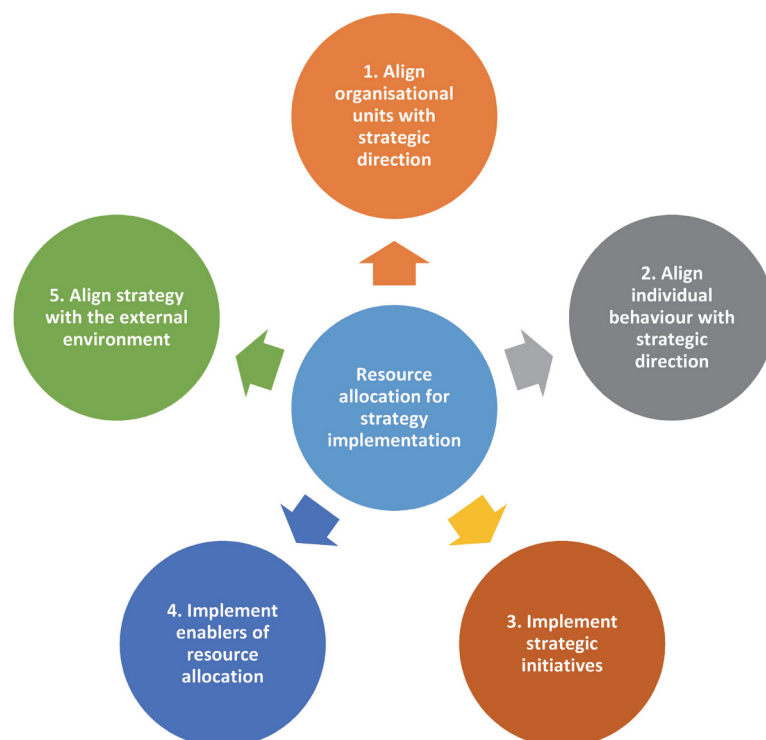 1. Align
organisational
units with
strategic
direction
2. Align
individual
behaviour with
strategic
direction
5. Align strategy
with the external
environment
Resource
allocation for
strategy
implementation
4. Implement
enablers of
resource
allocation
3. Implement
strategic
initiatives